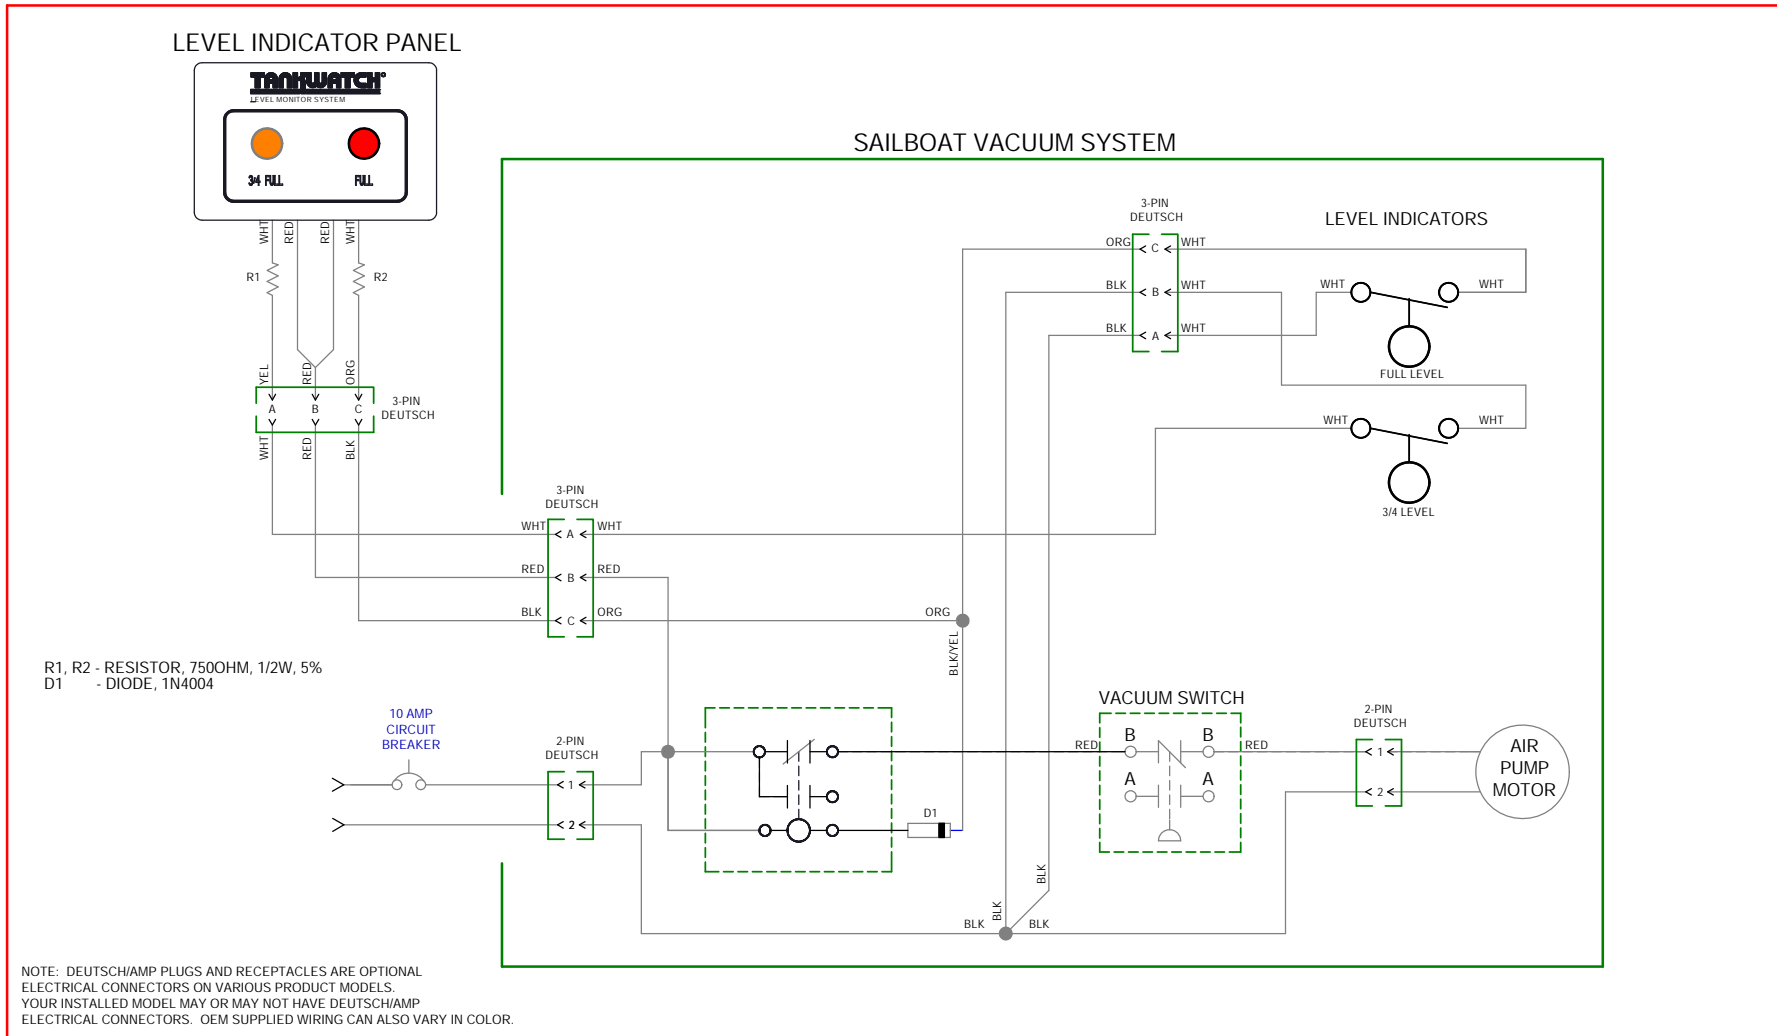 LEVEL INDICATOR PANEL
TANKWATCH
LEVEL MONITOR SYSTEM
3/4 FULL
FULL
WHT
RED
RED
WHT
R1
R2
YEL
RED
ORG
A
B
C
3-PIN
DEUTSCH
WHT
RED
BLK
SAILBOAT VACUUM SYSTEM
3-PIN
DEUTSCH
LEVEL INDICATORS
ORG
C
WHT
BLK
B
WHT
BLK
A
WHT
WHT
WHT
FULL LEVEL
WHT
WHT
3/4 LEVEL
3-PIN
DEUTSCH
WHT
A
WHT
RED
B
RED
BLK
C
ORG
ORG
BLK/YEL
R1, R2 - RESISTOR, 750OHM, 1/2W, 5%
D1 - DIODE, 1N4004
10 AMP
CIRCUIT
BREAKER
2-PIN
DEUTSCH
1
2
D1
VACUUM SWITCH
RED
B
B
RED
A
A
2-PIN
DEUTSCH
1
2
AIR
PUMP
MOTOR
BLK
BLK
BLK
BLK
NOTE: DEUTSCH/AMP PLUGS AND RECEPTACLES ARE OPTIONAL
ELECTRICAL CONNECTORS ON VARIOUS PRODUCT MODELS.
YOUR INSTALLED MODEL MAY OR MAY NOT HAVE DEUTSCH/AMP
ELECTRICAL CONNECTORS. OEM SUPPLIED WIRING CAN ALSO VARY IN COLOR.